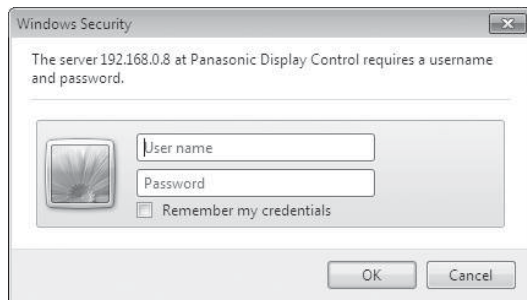 Windows Security
The server 192.168.0.8 at Panasonic Display Control requires a username
and password.
User name
Password
Remember my credentials
OK
Cancel